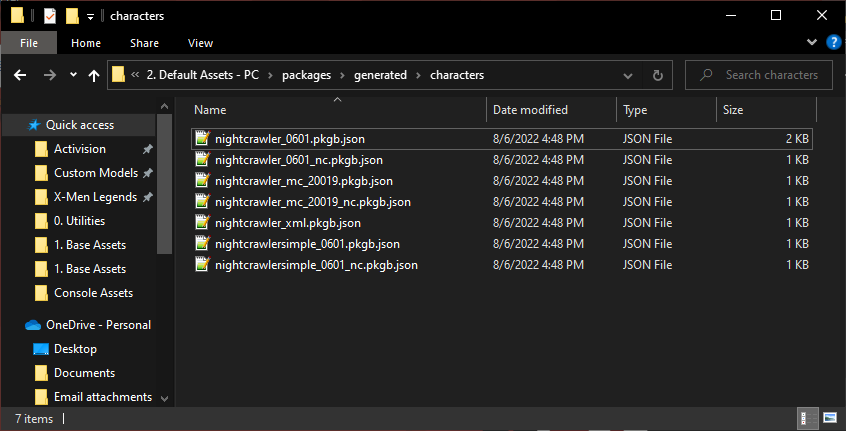 characters
File Home Share View
« 2. Default Assets - PC > packages > generated > characters
Search characters
Name Date modified Type Size
Quick access
Activision
Custom Models
X-Men Legends
0. Utilities
1. Base Assets
1. Base Assets
Console Assets
OneDrive - Personal
Desktop
Documents
Email attachments
nightcrawler_0601.pkgb.json 8/6/2022 4:48 PM JSON File 2 KB
nightcrawler_0601_nc.pkgb.json 8/6/2022 4:48 PM JSON File 1 KB
nightcrawler_mc_20019.pkgb.json 8/6/2022 4:48 PM JSON File 1 KB
nightcrawler_mc_20019_nc.pkgb.json 8/6/2022 4:48 PM JSON File 1 KB
nightcrawler_xml.pkgb.json 8/6/2022 4:48 PM JSON File 1 KB
nightcrawlersimple_0601.pkgb.json 8/6/2022 4:48 PM JSON File 1 KB
nightcrawlersimple_0601_nc.pkgb.json 8/6/2022 4:48 PM JSON File 1 KB
7 items